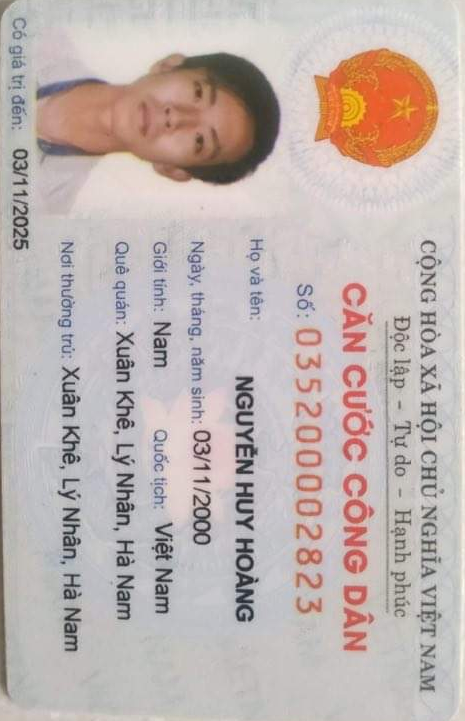 CỘNG HÒA XÃ HỘI CHỦ NGHĨA VIỆT NAM
Độc lập - Tự do - Hạnh phúc
CĂN CƯỚC CÔNG DÂN
Số: 035200002823
Họ và tên:
NGUYỄN HUY HOÀNG
Ngày, tháng, năm sinh: 03/11/2000
Giới tính: Nam Quốc tịch: Việt Nam
Quê quán: Xuân Khê, Lý Nhân, Hà Nam
Nơi thường trú: Xuân Khê, Lý Nhân, Hà Nam
Có giá trị đến: 03/11/2025